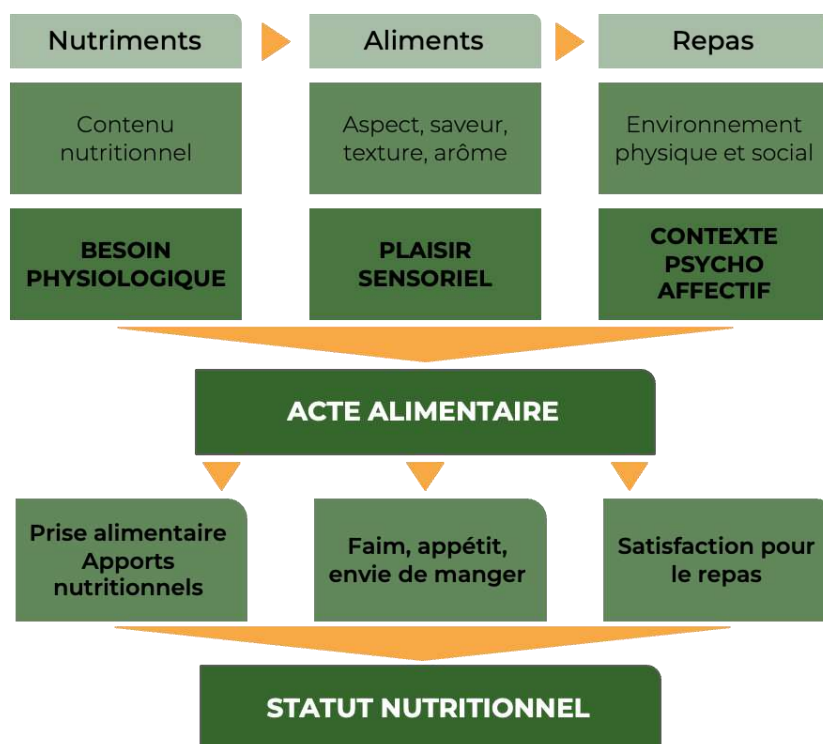 Nutriments
Aliments
Repas
Contenu
nutritionnel
Aspect, saveur,
texture, arôme
Environnement
physique et social
BESOIN
PHYSIOLOGIQUE
PLAISIR
SENSORIEL
CONTEXTE
PSYCHO
AFFECTIF
ACTE ALIMENTAIRE
Prise alimentaire
Apports
nutritionnels
Faim, appétit,
envie de manger
Satisfaction pour
le repas
STATUT NUTRITIONNEL